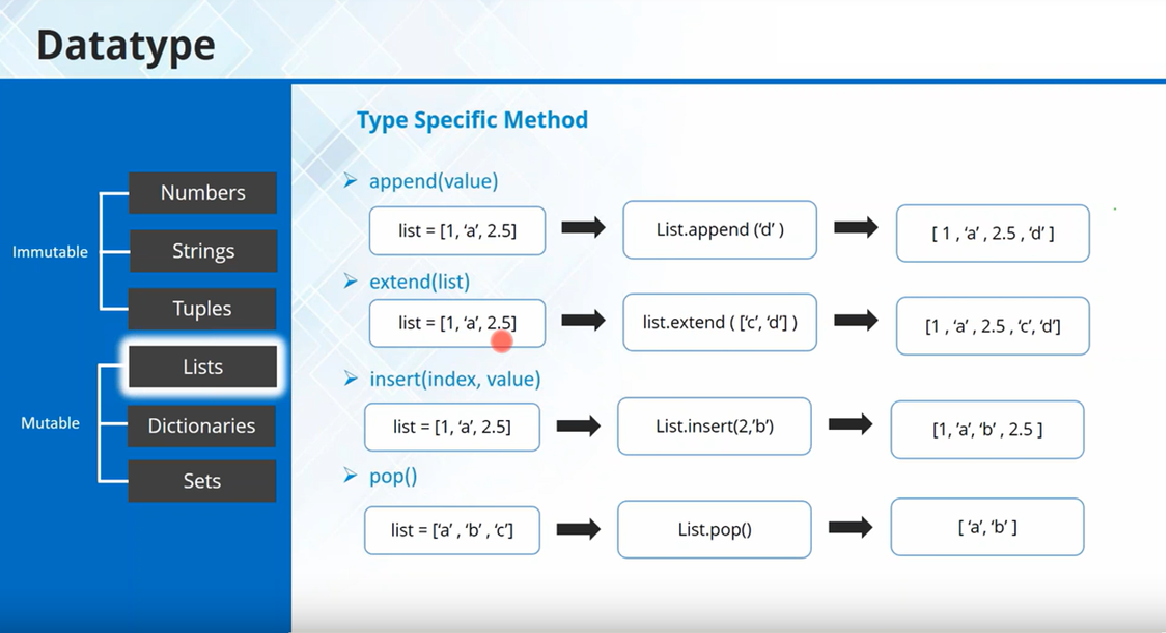 Datatype
Immutable
Numbers
Strings
Tuples
Mutable
Lists
Dictionaries
Sets
Type Specific Method
append(value)
list = [1, ‘a’, 2.5]
List.append (‘d’ )
[ 1 , ‘a’ , 2.5 , ‘d’ ]
extend(list)
list = [1, ‘a’, 2.5]
list.extend ( [‘c’, ‘d’] )
[1 , ‘a’ , 2.5 , ‘c’, ‘d’]
insert(index, value)
list = [1, ‘a’, 2.5]
List.insert(2,’b’)
[1, ‘a’, ‘b’ , 2.5 ]
pop()
list = [‘a’ , ‘b’ , ‘c’]
List.pop()
[ ‘a’, ‘b’ ]